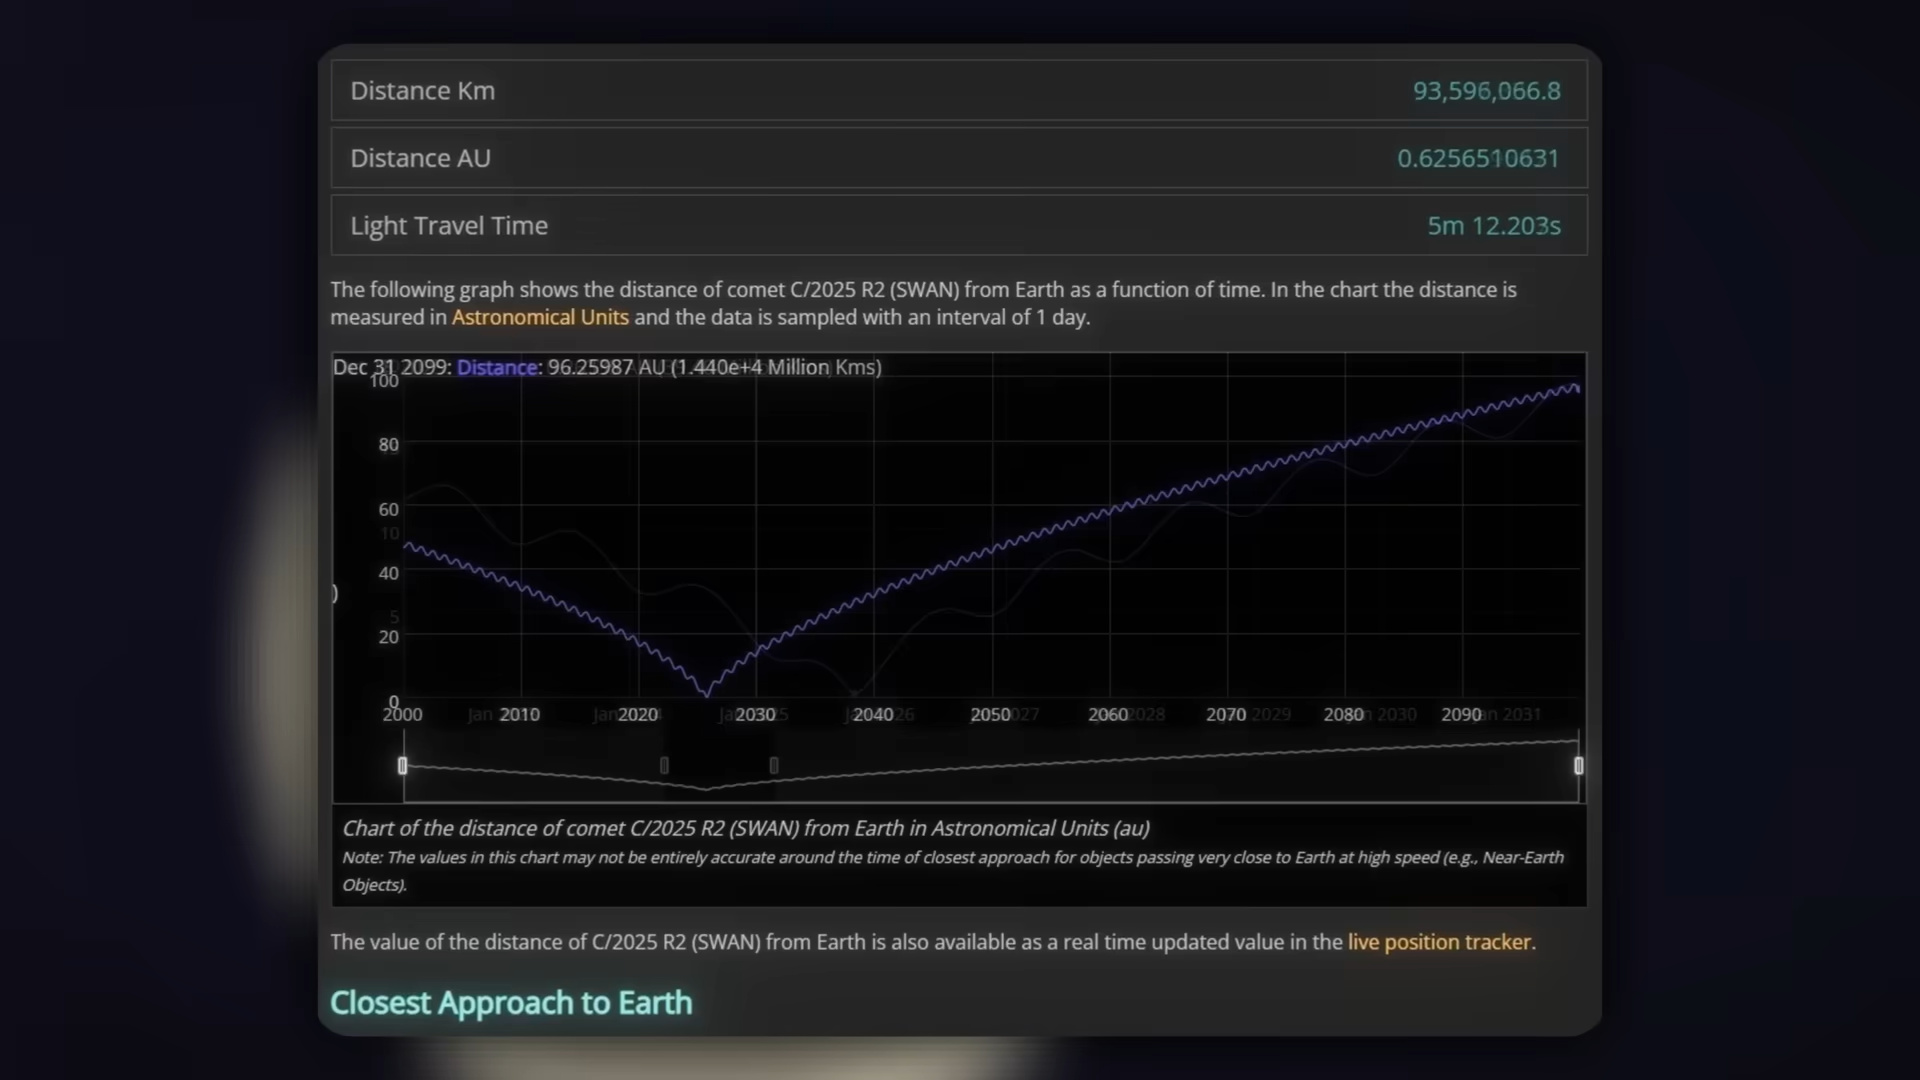 Distance Km 93,596,066.8
Distance AU 0.6256510631
Light Travel Time 5m 12.203s
The following graph shows the distance of comet C/2025 R2 (SWAN) from Earth as a function of time. In the chart the distance is
measured in Astronomical Units and the data is sampled with an interval of 1 day.
Dec 31 2099: Distance: 96.25987 AU (1.440e+4 Million Kms)
100
80
60
10
40
5
20
0
2000 2010 2020 2030 2040 2050 2060 2070 2080 2090
Chart of the distance of comet C/2025 R2 (SWAN) from Earth in Astronomical Units (au)
Note: The values in this chart may not be entirely accurate around the time of closest approach for objects passing very close to Earth at high speed (e.g., Near-Earth
Objects).
The value of the distance of C/2025 R2 (SWAN) from Earth is also available as a real time updated value in the live position tracker.
Closest Approach to Earth